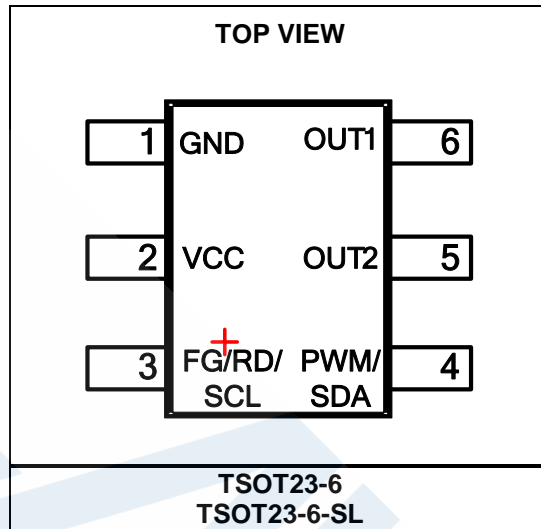 TOP VIEW
1 GND OUT1 6
2 VCC OUT2 5
3 FG/RD/ PWM/ 4
SCL SDA
TSOT23-6
TSOT23-6-SL